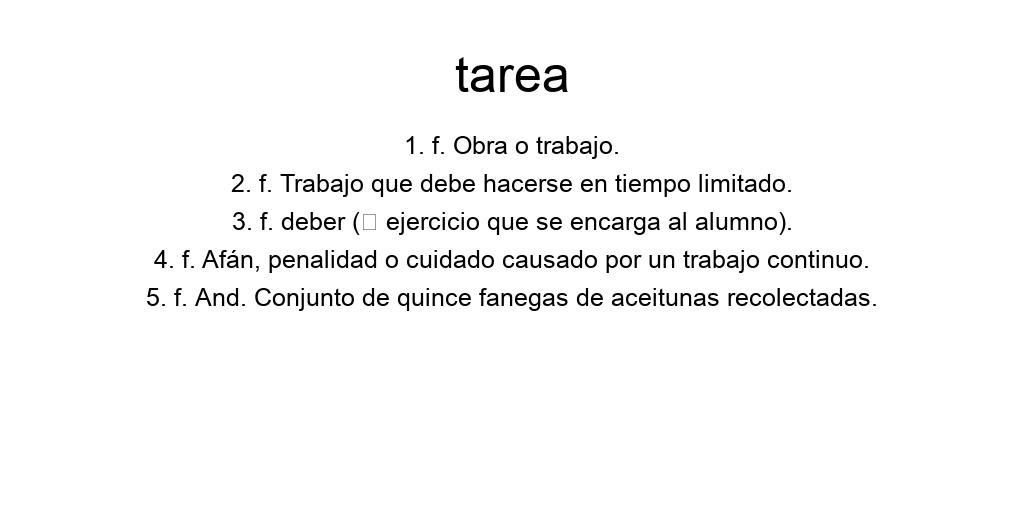 tarea
1. f. Obra o trabajo.
2. f. Trabajo que debe hacerse en tiempo limitado.
3. f. deber (□ ejercicio que se encarga al alumno).
4. f. Afán, penalidad o cuidado causado por un trabajo continuo.
5. f. And. Conjunto de quince fanegas de aceitunas recolectadas.